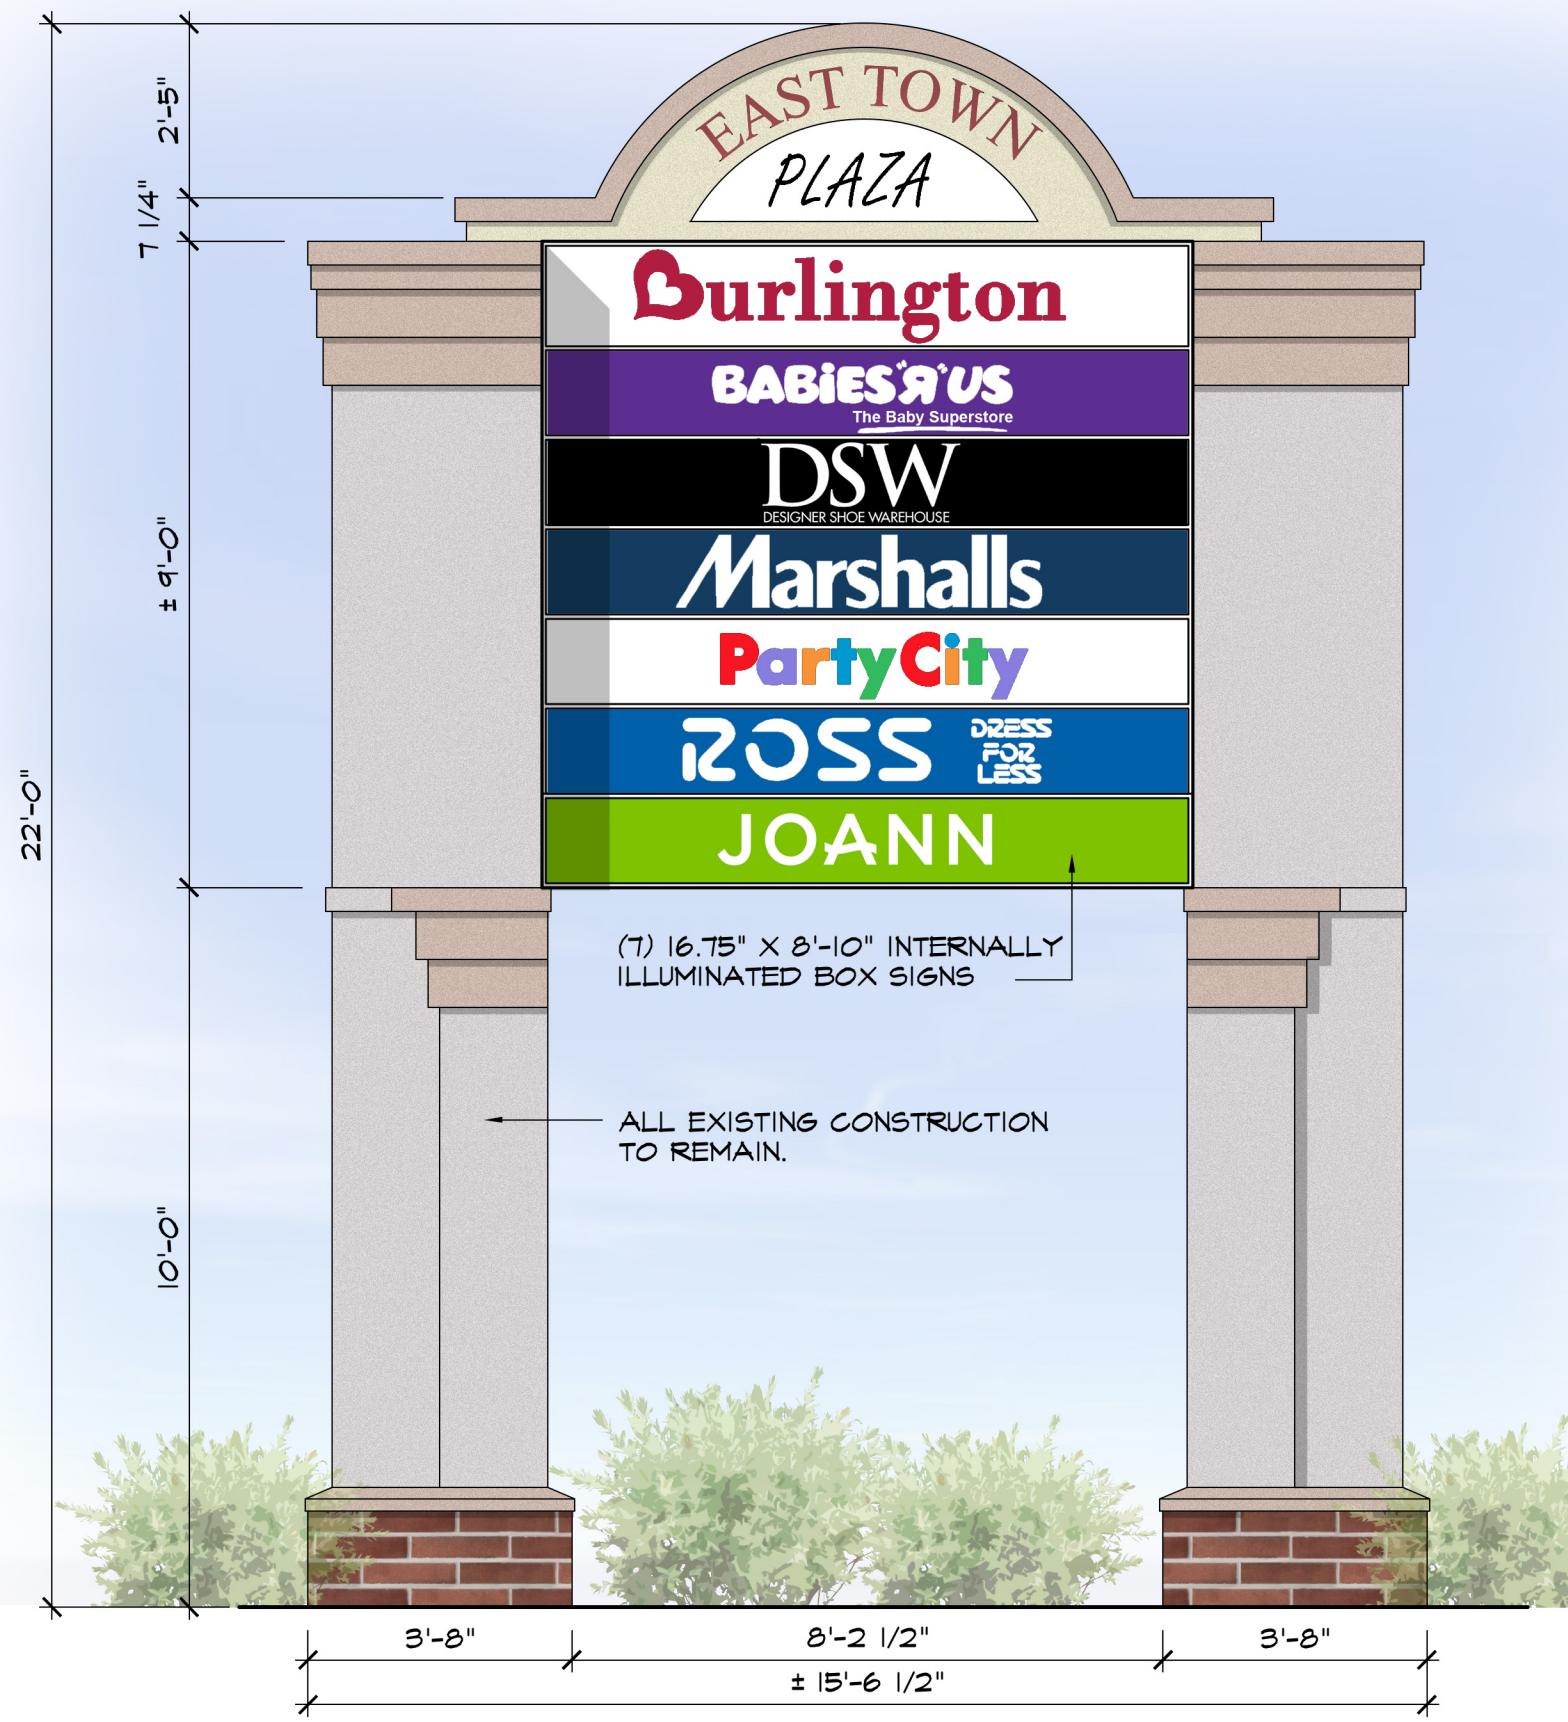 EAST TOWN
PLAZA
Burlington
BABiES"R"US
The Baby Superstore
DSW
DESIGNER SHOE WAREHOUSE
Marshalls
PartyCity
ROSS DRESS
FOR
LESS
JOANN
(7) 16.75" X 8'-10" INTERNALLY
ILLUMINATED BOX SIGNS
ALL EXISTING CONSTRUCTION
TO REMAIN.
2'-5"
7 1/4"
± 9'-0"
22'-0"
10'-0"
3'-8"
8'-2 1/2"
3'-8"
± 15'-6 1/2"